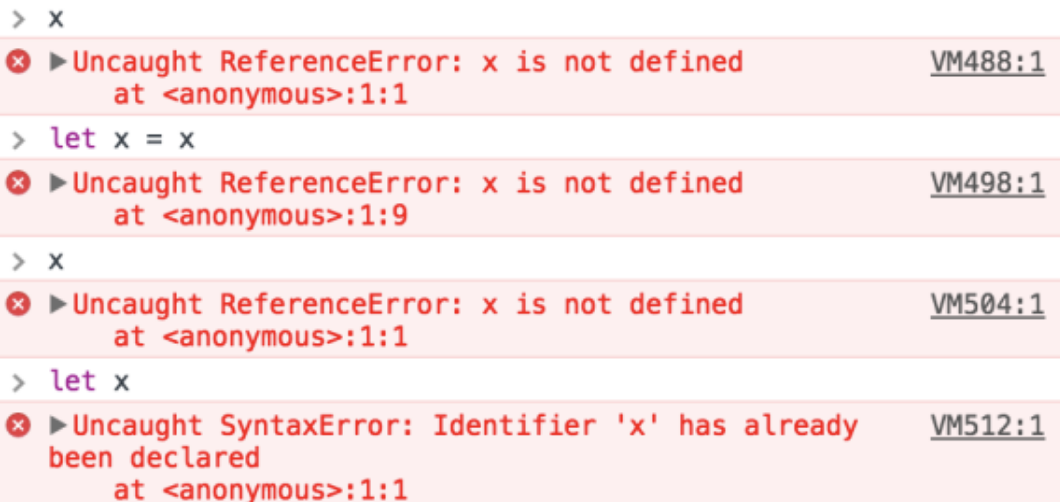 > x
▶Uncaught ReferenceError: x is not defined VM488:1
at <anonymous>:1:1
> let x = x
▶Uncaught ReferenceError: x is not defined VM498:1
at <anonymous>:1:9
> x
▶Uncaught ReferenceError: x is not defined VM504:1
at <anonymous>:1:1
> let x
▶Uncaught SyntaxError: Identifier 'x' has already VM512:1
been declared
at <anonymous>:1:1